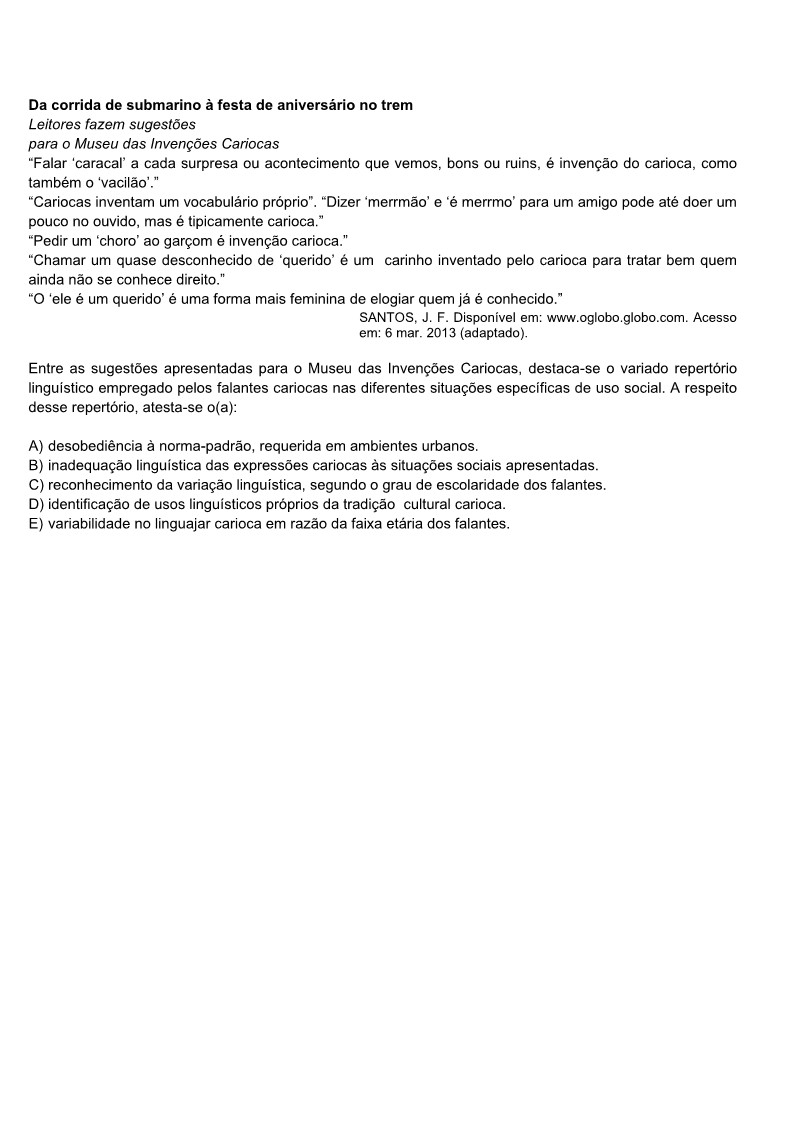 Da corrida de submarino à festa de aniversário no trem
Leitores fazem sugestões
para o Museu das Invenções Cariocas
“Falar ‘caracal’ a cada surpresa ou acontecimento que vemos, bons ou ruins, é invenção do carioca, como
também o ‘vacilão’.”
“Cariocas inventam um vocabulário próprio”. “Dizer ‘merrmão’ e ‘é merrmo’ para um amigo pode até doer um
pouco no ouvido, mas é tipicamente carioca.”
“Pedir um ‘choro’ ao garçom é invenção carioca.”
“Chamar um quase desconhecido de ‘querido’ é um  carinho inventado pelo carioca para tratar bem quem
ainda não se conhece direito.”
“O ‘ele é um querido’ é uma forma mais feminina de elogiar quem já é conhecido.”
SANTOS, J. F. Disponível em: www.oglobo.globo.com. Acesso
em: 6 mar. 2013 (adaptado).
Entre as sugestões apresentadas para o Museu das Invenções Cariocas, destaca-se o variado repertório
linguístico empregado pelos falantes cariocas nas diferentes situações específicas de uso social. A respeito
desse repertório, atesta-se o(a):
A) desobediência à norma-padrão, requerida em ambientes urbanos.
B) inadequação linguística das expressões cariocas às situações sociais apresentadas.
C) reconhecimento da variação linguística, segundo o grau de escolaridade dos falantes.
D) identificação de usos linguísticos próprios da tradição  cultural carioca.
E) variabilidade no linguajar carioca em razão da faixa etária dos falantes.